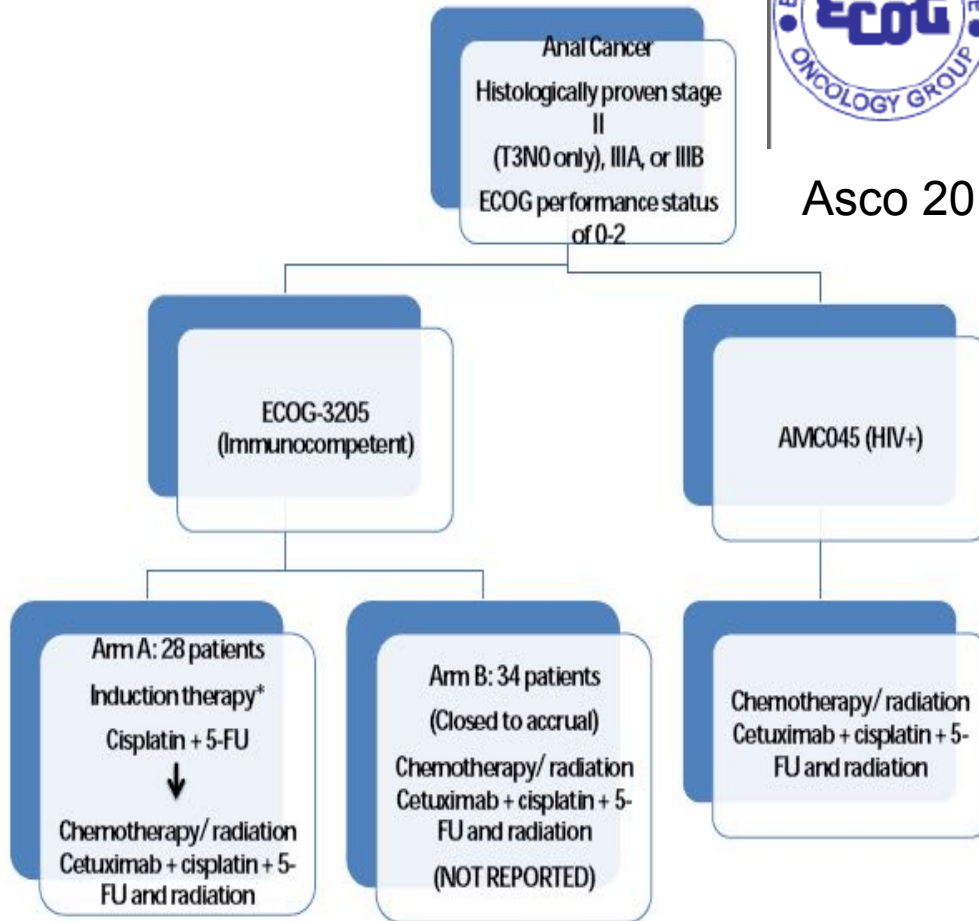 ECOG
ONCOLOGY GROUP
Asco 20
Anal Cancer
Histologically proven stage
II
(T3N0 only), IIIA, or IIIB
ECOG performance status
of 0-2
ECOG-3205
(Immunocompetent)
AMC045 (HIV+)
Arm A: 28 patients
Induction therapy*
Cisplatin + 5-FU
Chemotherapy/ radiation
Cetuximab + cisplatin + 5-
FU and radiation
Arm B: 34 patients
(Closed to accrual)
Chemotherapy/ radiation
Cetuximab + cisplatin + 5-
FU and radiation
(NOT REPORTED)
Chemotherapy/ radiation
Cetuximab + cisplatin + 5-
FU and radiation